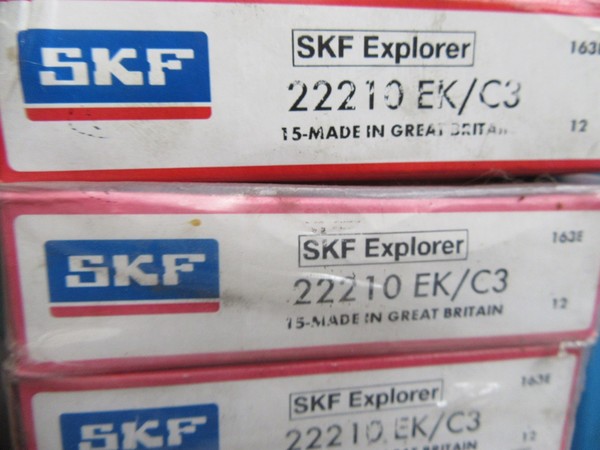 SKF
SKF Explorer
163E
22210 EK/C3
15-MADE IN GREAT BRITAIN
12
SKF
SKF Explorer
163E
22210 EK/C3
15-MADE IN GREAT BRITAIN
12
SKF
SKF Explorer
163E
22210 EK/C3
12
BRITAIN